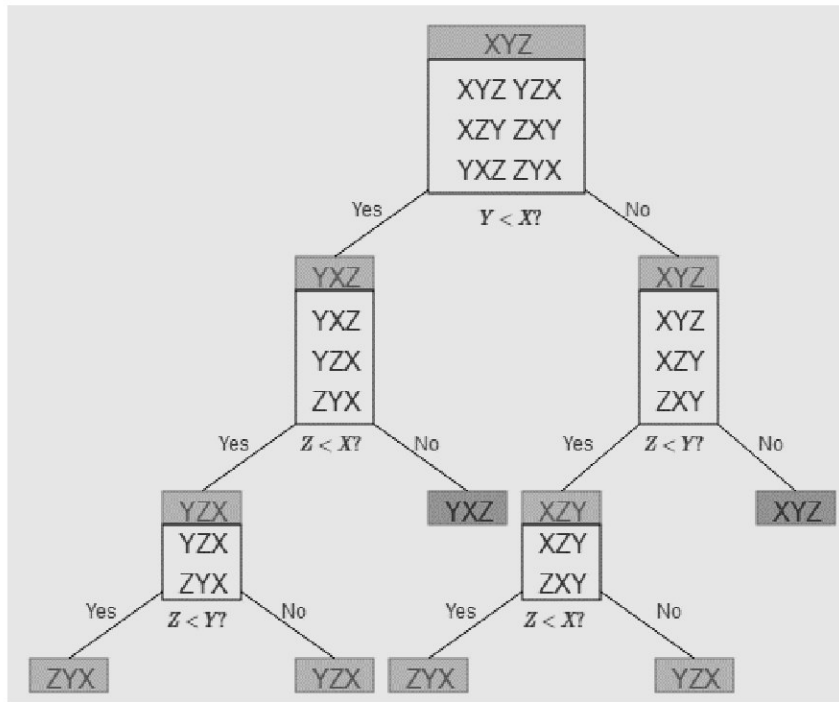 XYZ
XYZ YZX
XZY ZXY
YXZ ZYX
Yes
Y < X?
No
YXZ
YXZ
YZX
ZYX
XYZ
XYZ
XZY
ZXY
Yes
Z < X?
No
Yes
Z < Y?
No
YZX
YZX
ZYX
YXZ
XZY
XZY
ZXY
XYZ
Yes
Z < Y?
No
Yes
Z < X?
No
ZYX
YZX
ZYX
YZX